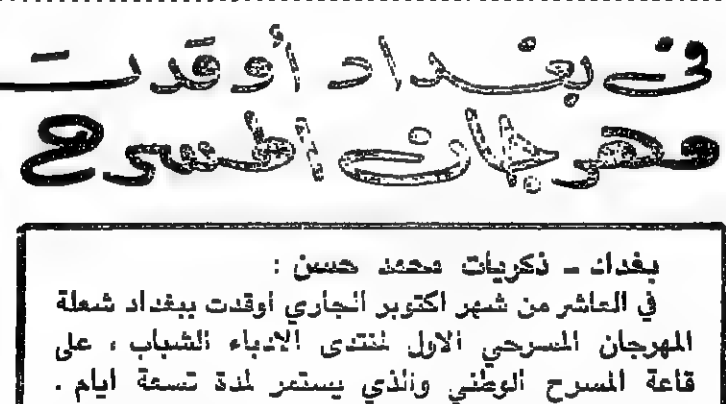 في بغداد أوقدت
مهرجان المسرح
بغداد - ذكريات محمد حسن :
في العاشر من شهر اكتوبر الجاري اوقدت ببغداد شعلة
المهرجان المسرحي الاول لمنتدى الادباء الشباب ، على
قاعة المسرح الوطني والذي يستمر لمدة تسعة ايام .